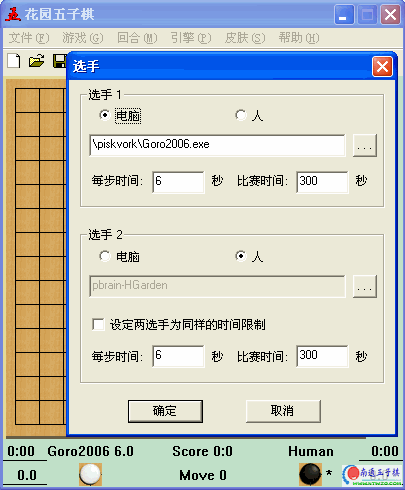 花园五子棋
文件(F) 游戏(G) 回合(M) 引擎(P) 皮肤(S) 帮助(H)
选手
选手 1
电脑 人
\piskvork\Goro2006.exe ...
每步时间: 6 秒 比赛时间: 300 秒
选手 2
电脑 人
pbrain-HGarden ...
设定两选手为同样的时间限制
每步时间: 6 秒 比赛时间: 300 秒
确定 取消
0:00 Goro2006 6.0 Score 0:0 Human 0:00
0.0 Move 0 *
南通五子棋